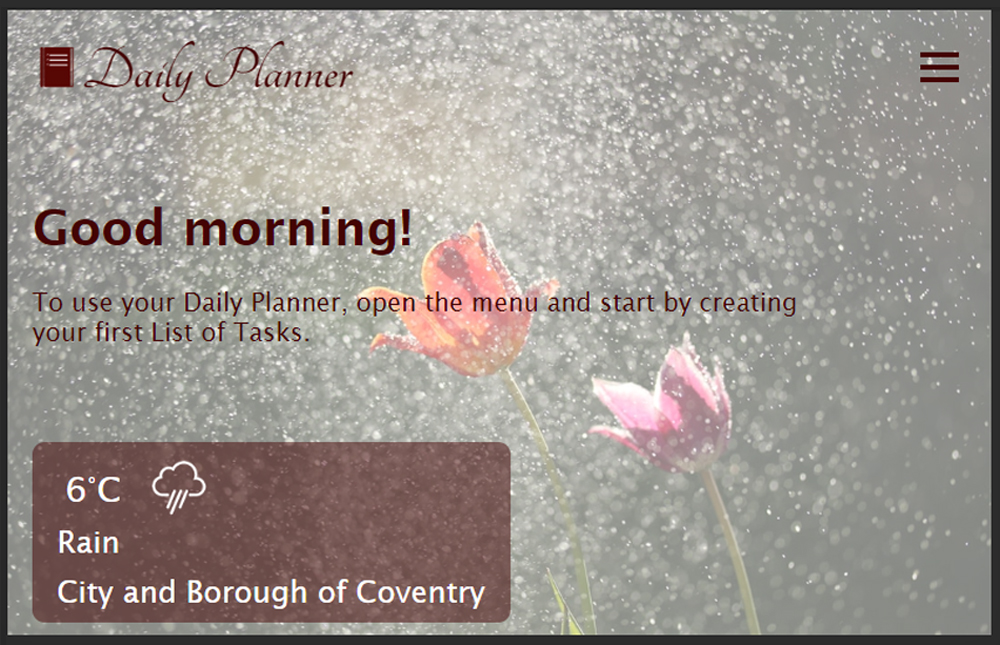 Daily Planner
Good morning!
To use your Daily Planner, open the menu and start by creating
your first List of Tasks.
6°C
Rain
City and Borough of Coventry